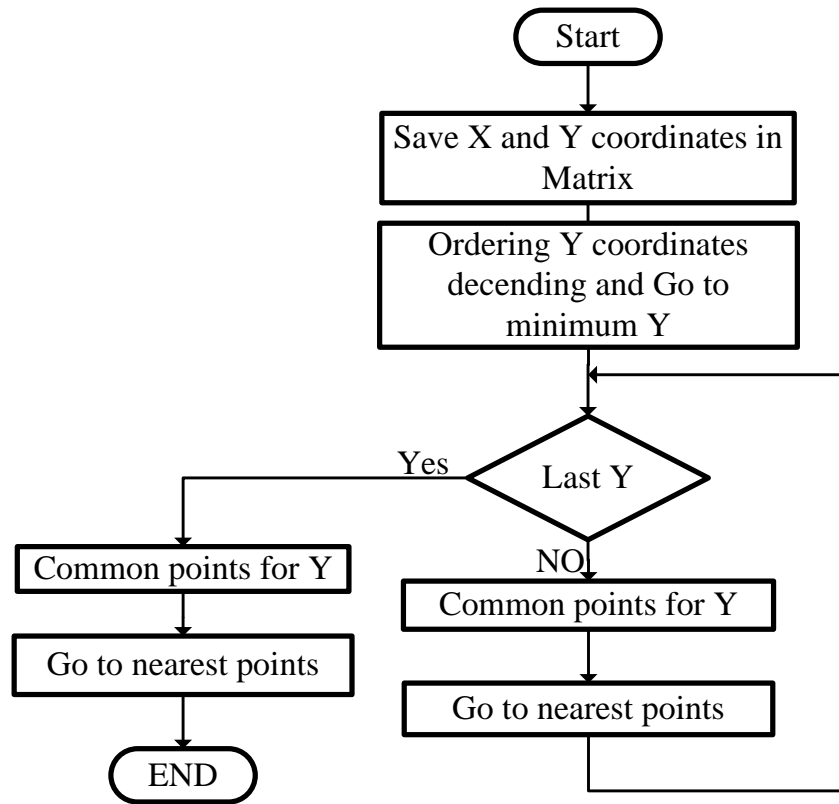 Start
Save X and Y coordinates in
Matrix
Ordering Y coordinates
decending and Go to
minimum Y
Last Y
Yes
NO
Common points for Y
Go to nearest points
END
Common points for Y
Go to nearest points